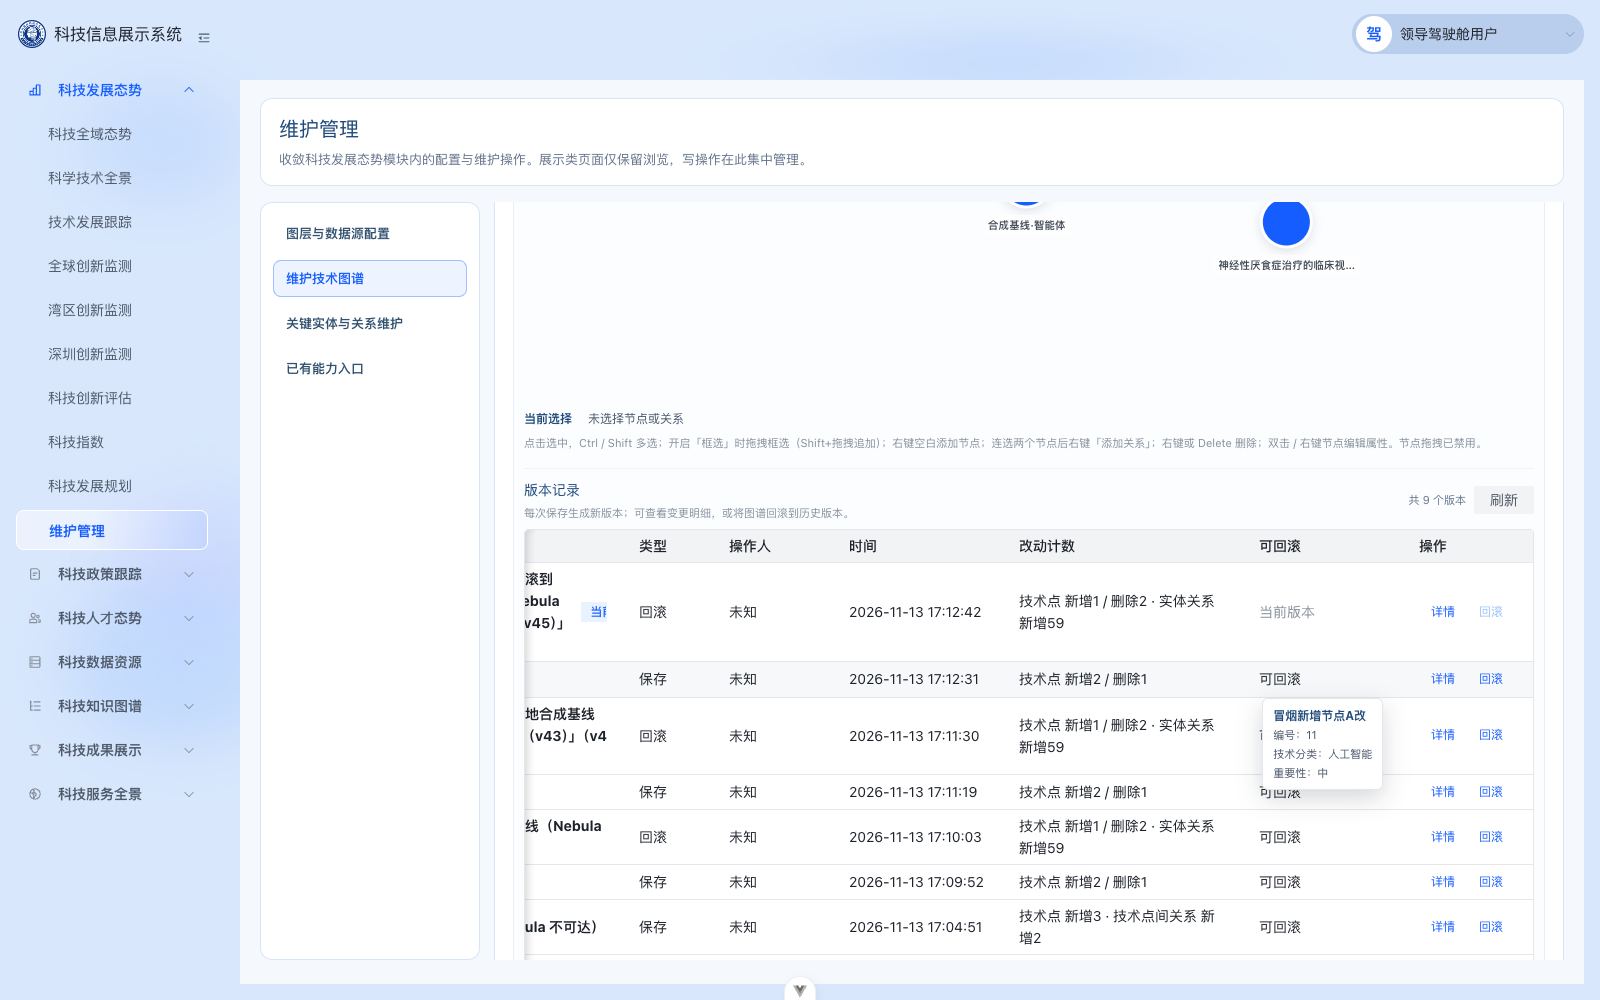 科技信息展示系统
驾
领导驾驶舱用户
科技发展态势
科技全域态势
科学技术全景
技术发展跟踪
全球创新监测
湾区创新监测
深圳创新监测
科技创新评估
科技指数
科技发展规划
维护管理
科技政策跟踪
科技人才态势
科技数据资源
科技知识图谱
科技成果展示
科技服务全景
维护管理
收敛科技发展态势模块内的配置与维护操作。展示类页面仅保留浏览，写操作在此集中管理。
图层与数据源配置
维护技术图谱
关键实体与关系维护
已有能力入口
合成基线·智能体
神经性厌食症治疗的临床视...
当前选择 未选择节点或关系
点击选中，Ctrl / Shift 多选；开启「框选」时拖拽框选（Shift+拖拽追加）；右键空白添加节点；连选两个节点后右键「添加关系」；右键或 Delete 删除；双击 / 右键节点编辑属性。节点拖拽已禁用。
版本记录
每次保存生成新版本；可查看变更明细，或将图谱回滚到历史版本。
共 9 个版本 刷新
类型 操作人 时间 改动计数 可回滚 操作
滚到
ebula
v45）」
当前
回滚 未知 2026-11-13 17:12:42
技术点 新增1 / 删除2 · 实体关系
新增59
当前版本 详情 回滚
保存 未知 2026-11-13 17:12:31 技术点 新增2 / 删除1 可回滚 详情 回滚
地合成基线
（v43）」（v4
回滚 未知 2026-11-13 17:11:30
技术点 新增1 / 删除2 · 实体关系
新增59
详情 回滚
冒烟新增节点A改
编号：11
技术分类：人工智能
重要性：中
保存 未知 2026-11-13 17:11:19 技术点 新增2 / 删除1 可回滚 详情 回滚
线（Nebula
回滚 未知 2026-11-13 17:10:03
技术点 新增1 / 删除2 · 实体关系
新增59
可回滚 详情 回滚
保存 未知 2026-11-13 17:09:52 技术点 新增2 / 删除1 可回滚 详情 回滚
ula 不可达）
保存 未知 2026-11-13 17:04:51
技术点 新增3 · 技术点间关系 新
增2
可回滚 详情 回滚